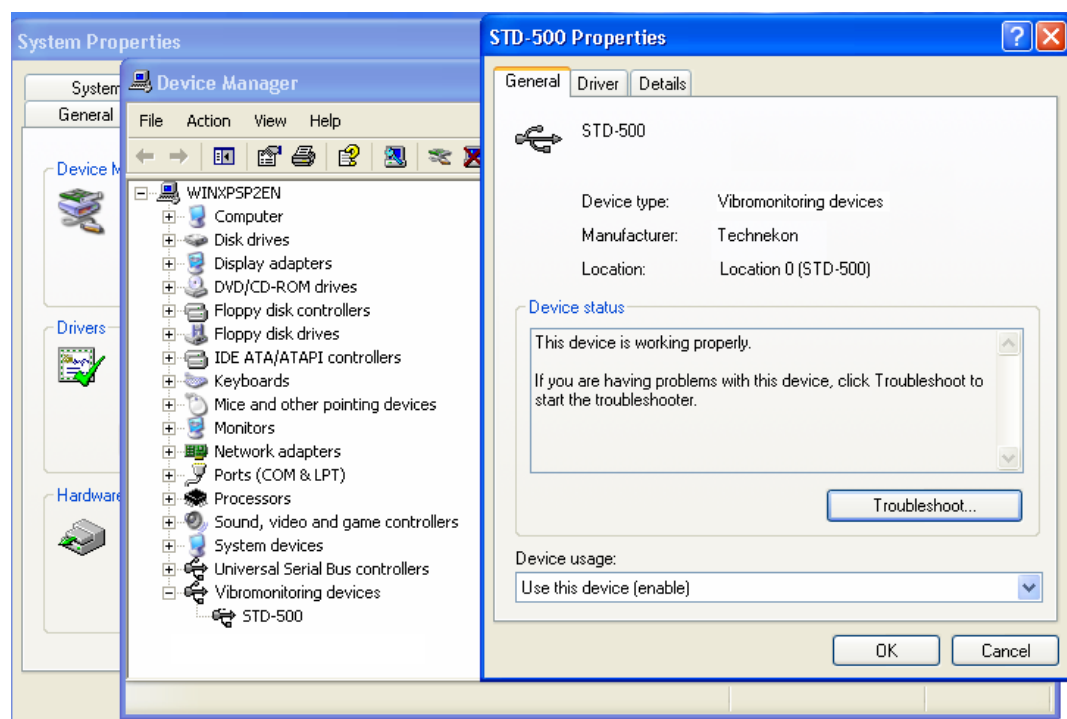 System Properties
System
General
Device M
Drivers
Hardware
Device Manager
File Action View Help
WINXPSP2EN
Computer
Disk drives
Display adapters
DVD/CD-ROM drives
Floppy disk controllers
Floppy disk drives
IDE ATA/ATAPI controllers
Keyboards
Mice and other pointing devices
Monitors
Network adapters
Ports (COM & LPT)
Processors
Sound, video and game controllers
System devices
Universal Serial Bus controllers
Vibromonitoring devices
STD-500
STD-500 Properties
General Driver Details
STD-500
Device type: Vibromonitoring devices
Manufacturer: Technekon
Location: Location 0 (STD-500)
Device status
This device is working properly.
If you are having problems with this device, click Troubleshoot to
start the troubleshooter.
Troubleshoot...
Device usage:
Use this device (enable)
OK Cancel